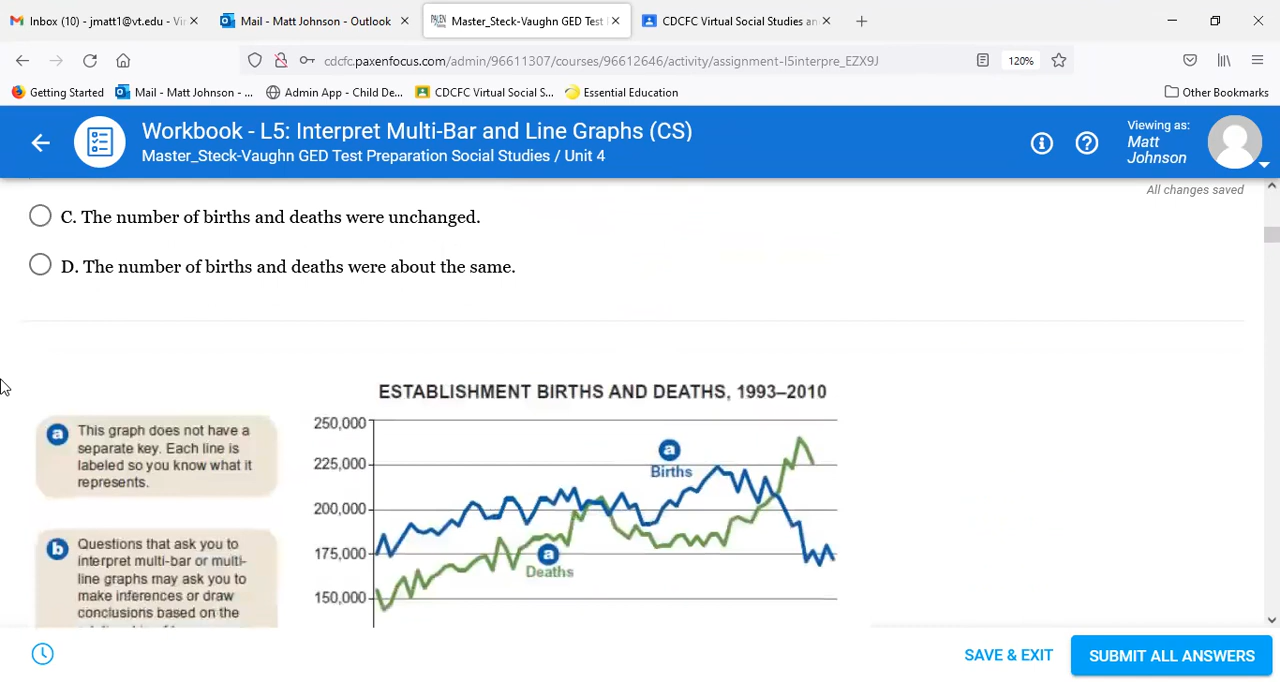 Inbox (10) - jmatt1@vt.edu - Vir
Mail - Matt Johnson - Outlook
PAXEN
Master_Steck-Vaughn GED Test
CDCFC Virtual Social Studies an
cdcfc.paxenfocus.com/admin/96611307/courses/96612646/activity/assignment-l5interpre_EZX9J
120%
Getting Started
Mail - Matt Johnson - ...
Admin App - Child De...
CDCFC Virtual Social S...
Essential Education
Other Bookmarks
Workbook - L5: Interpret Multi-Bar and Line Graphs (CS)
Master_Steck-Vaughn GED Test Preparation Social Studies / Unit 4
Viewing as:
Matt
Johnson
All changes saved
C. The number of births and deaths were unchanged.
D. The number of births and deaths were about the same.
ESTABLISHMENT BIRTHS AND DEATHS, 1993–2010
a
This graph does not have a
separate key. Each line is
labeled so you know what it
represents.
b
Questions that ask you to
interpret multi-bar or multi-
line graphs may ask you to
make inferences or draw
conclusions based on the
250,000
225,000
200,000
175,000
150,000
a
Births
a
Deaths
SAVE & EXIT
SUBMIT ALL ANSWERS